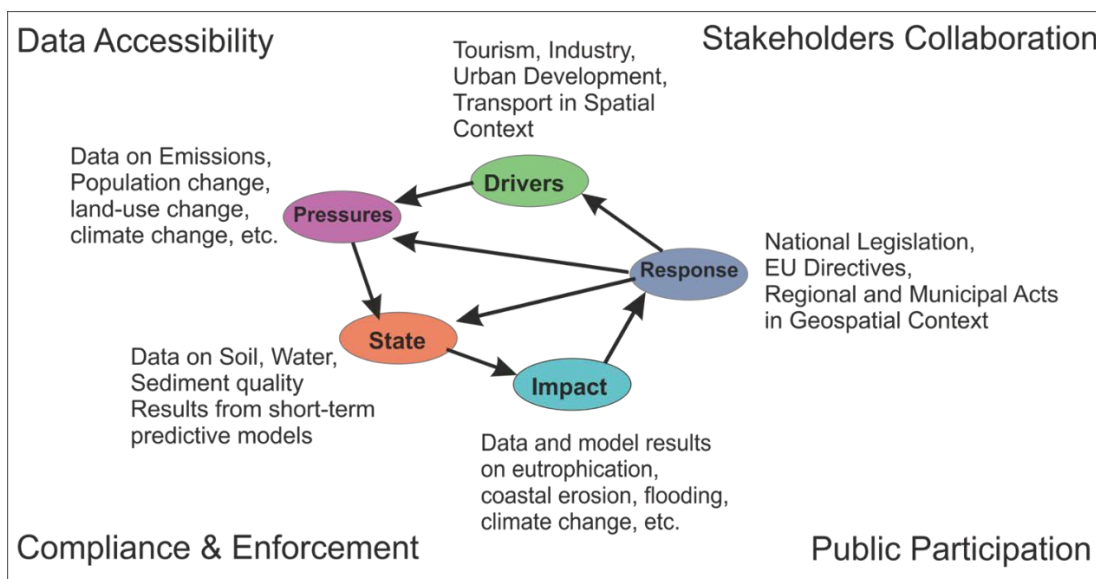 Data Accessibility
Stakeholders Collaboration
Tourism, Industry,
Urban Development,
Transport in Spatial
Context
Data on Emissions,
Population change,
land-use change,
climate change, etc.
Drivers
Pressures
Response
National Legislation,
EU Directives,
Regional and Municipal Acts
in Geospatial Context
State
Data on Soil, Water,
Sediment quality
Results from short-term
predictive models
Impact
Data and model results
on eutrophication,
coastal erosion, flooding,
climate change, etc.
Compliance & Enforcement
Public Participation